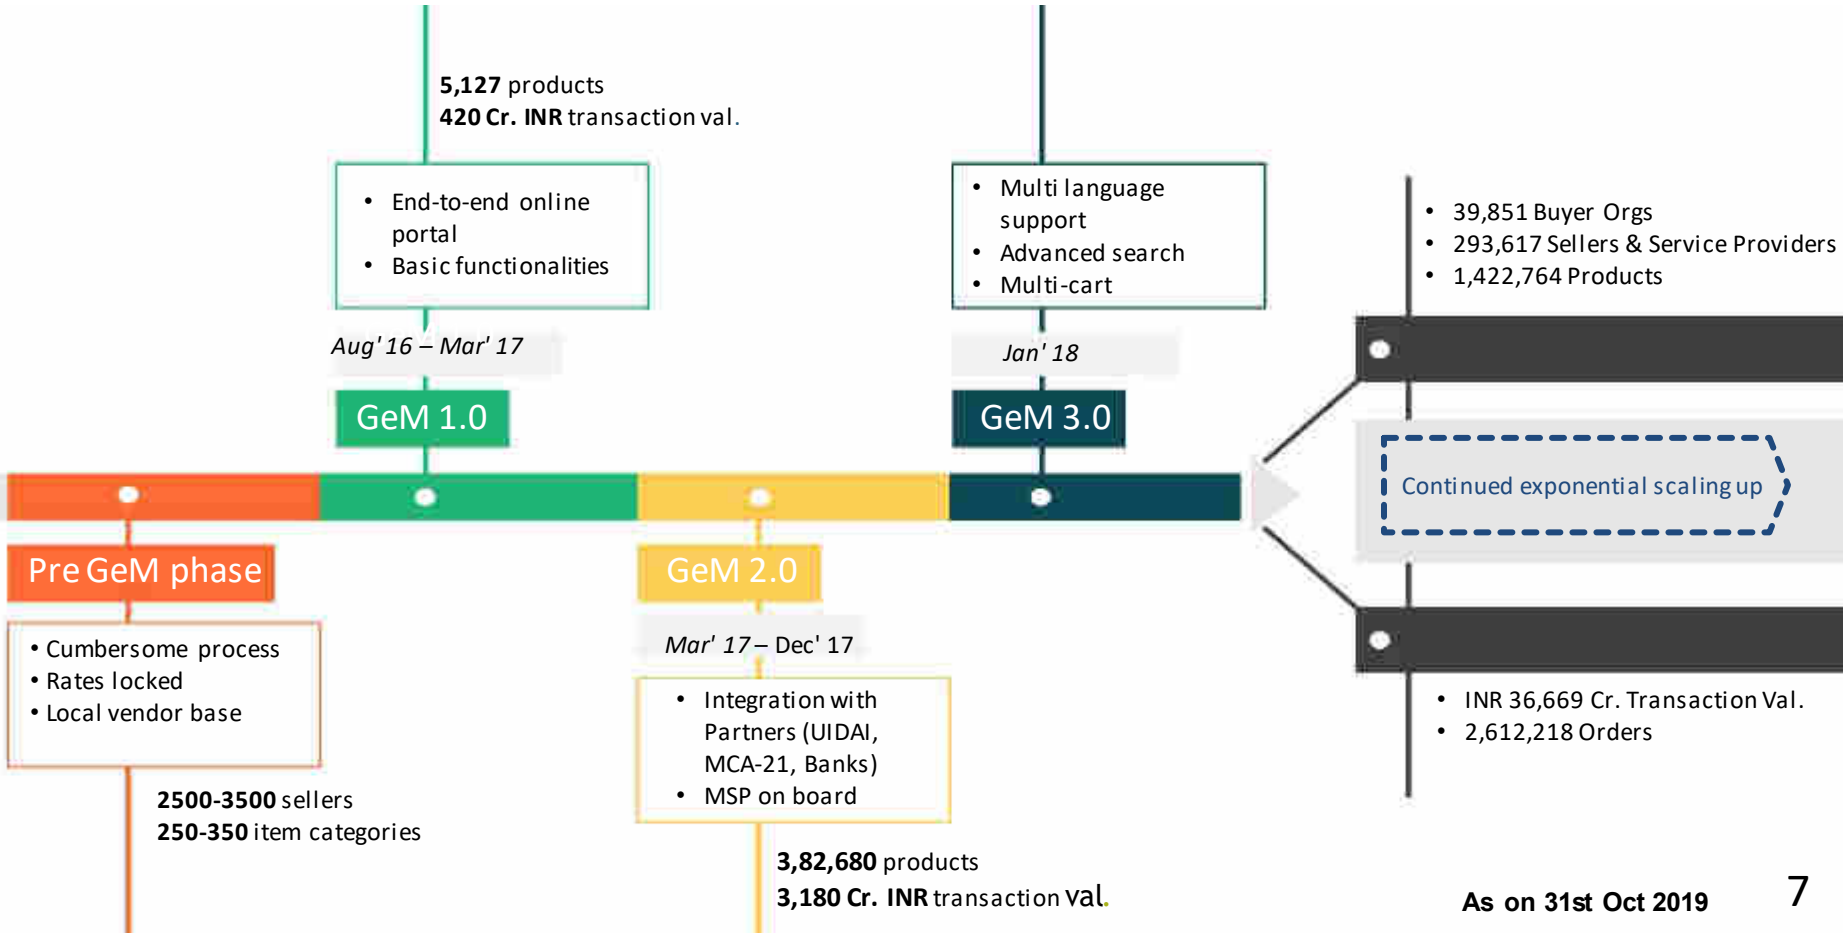 5,127 products
420 Cr. INR transaction val.
• End-to-end online
portal
• Basic functionalities
Aug' 16 – Mar' 17
GeM 1.0
• Multi language
support
• Advanced search
• Multi-cart
Jan' 18
GeM 3.0
Pre GeM phase
• Cumbersome process
• Rates locked
• Local vendor base
2500-3500 sellers
250-350 item categories
GeM 2.0
Mar' 17 – Dec' 17
• Integration with
Partners (UIDAI,
MCA-21, Banks)
• MSP on board
3,82,680 products
3,180 Cr. INR transaction val.
• 39,851 Buyer Orgs
• 293,617 Sellers & Service Providers
• 1,422,764 Products
Continued exponential scaling up
• INR 36,669 Cr. Transaction Val.
• 2,612,218 Orders
As on 31st Oct 2019
7